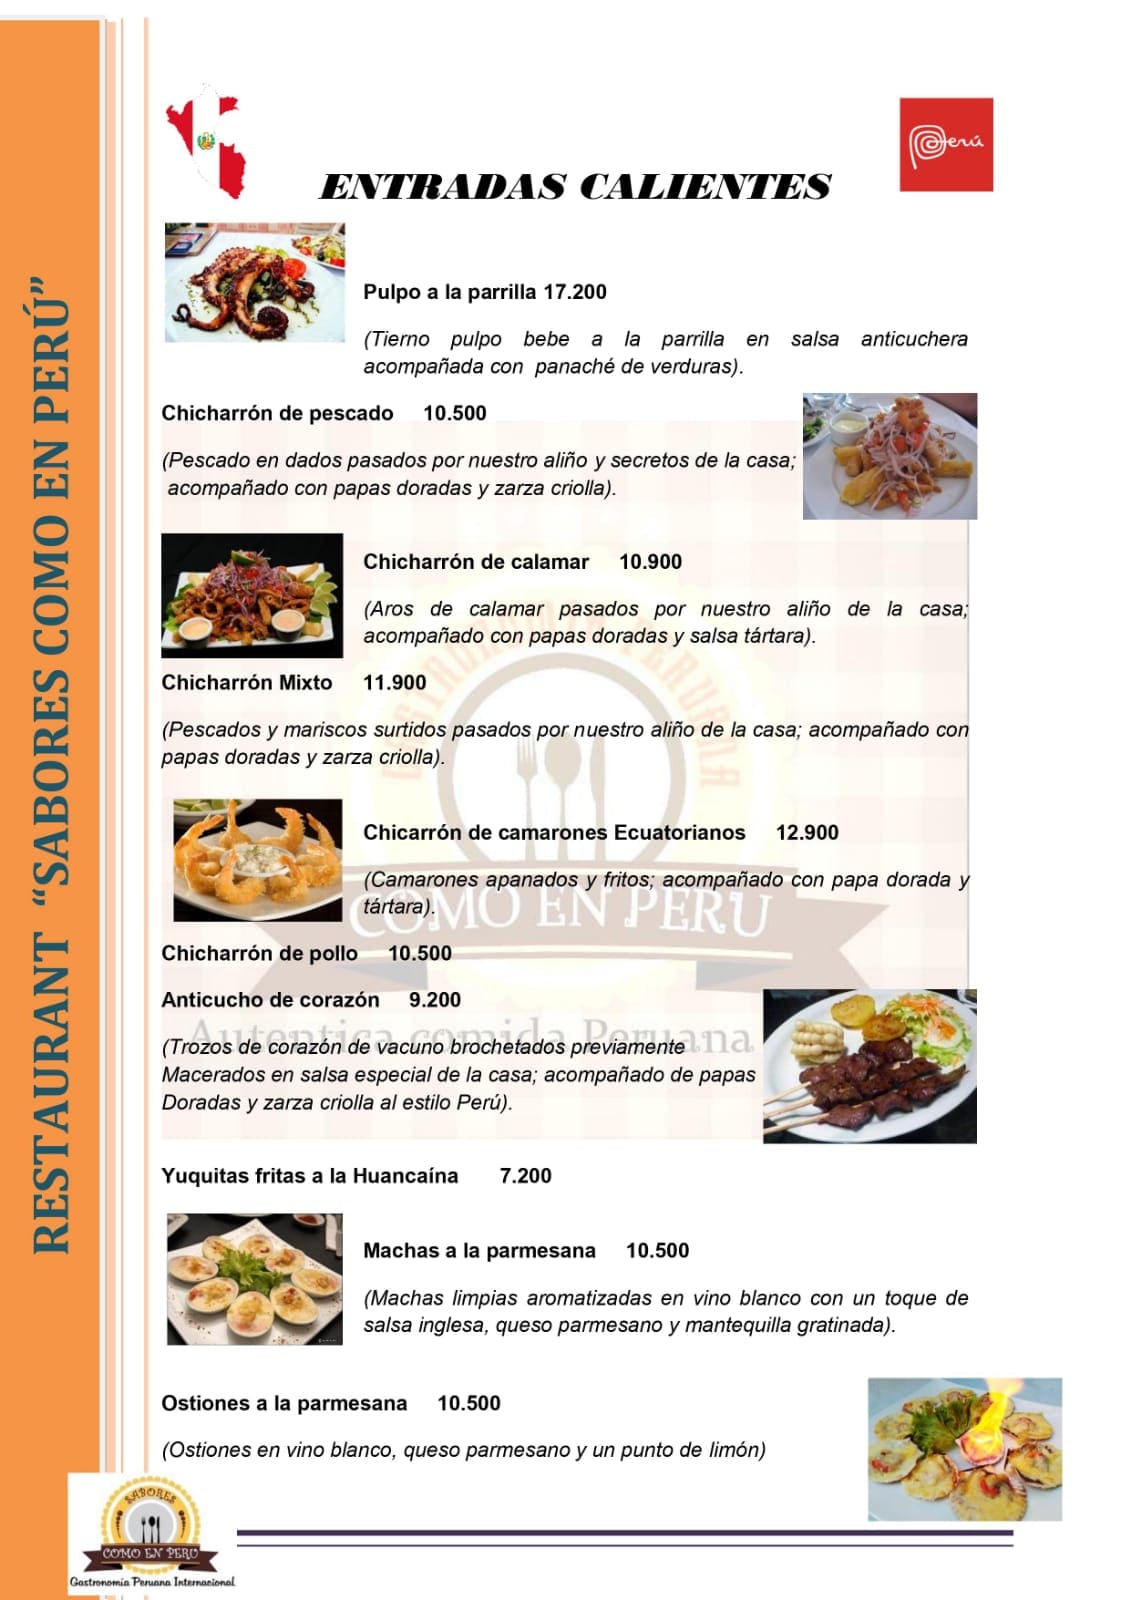 RESTAURANT “SABORES COMO EN PERÚ”
Perú
ENTRADAS CALIENTES
Pulpo a la parrilla 17.200
(Tierno pulpo bebe a la parrilla en salsa anticuchera
acompañada con panaché de verduras).
Chicharrón de pescado 10.500
(Pescado en dados pasados por nuestro aliño y secretos de la casa;
acompañado con papas doradas y zarza criolla).
Chicharrón de calamar 10.900
(Aros de calamar pasados por nuestro aliño de la casa;
acompañado con papas doradas y salsa tártara).
Chicharrón Mixto 11.900
(Pescados y mariscos surtidos pasados por nuestro aliño de la casa; acompañado con
papas doradas y zarza criolla).
Chicarrón de camarones Ecuatorianos 12.900
(Camarones apanados y fritos; acompañado con papa dorada y
tártara).
Chicharrón de pollo 10.500
Anticucho de corazón 9.200
(Trozos de corazón de vacuno brochetados previamente
Macerados en salsa especial de la casa; acompañado de papas
Doradas y zarza criolla al estilo Perú).
Yuquitas fritas a la Huancaína 7.200
Machas a la parmesana 10.500
(Machas limpias aromatizadas en vino blanco con un toque de
salsa inglesa, queso parmesano y mantequilla gratinada).
Ostiones a la parmesana 10.500
(Ostiones en vino blanco, queso parmesano y un punto de limón)
GASTRONOMIA PERUANA
COMO EN PERU
Autentica comida Peruana
SABORES
COMO EN PERU
Gastronomía Peruana Internacional